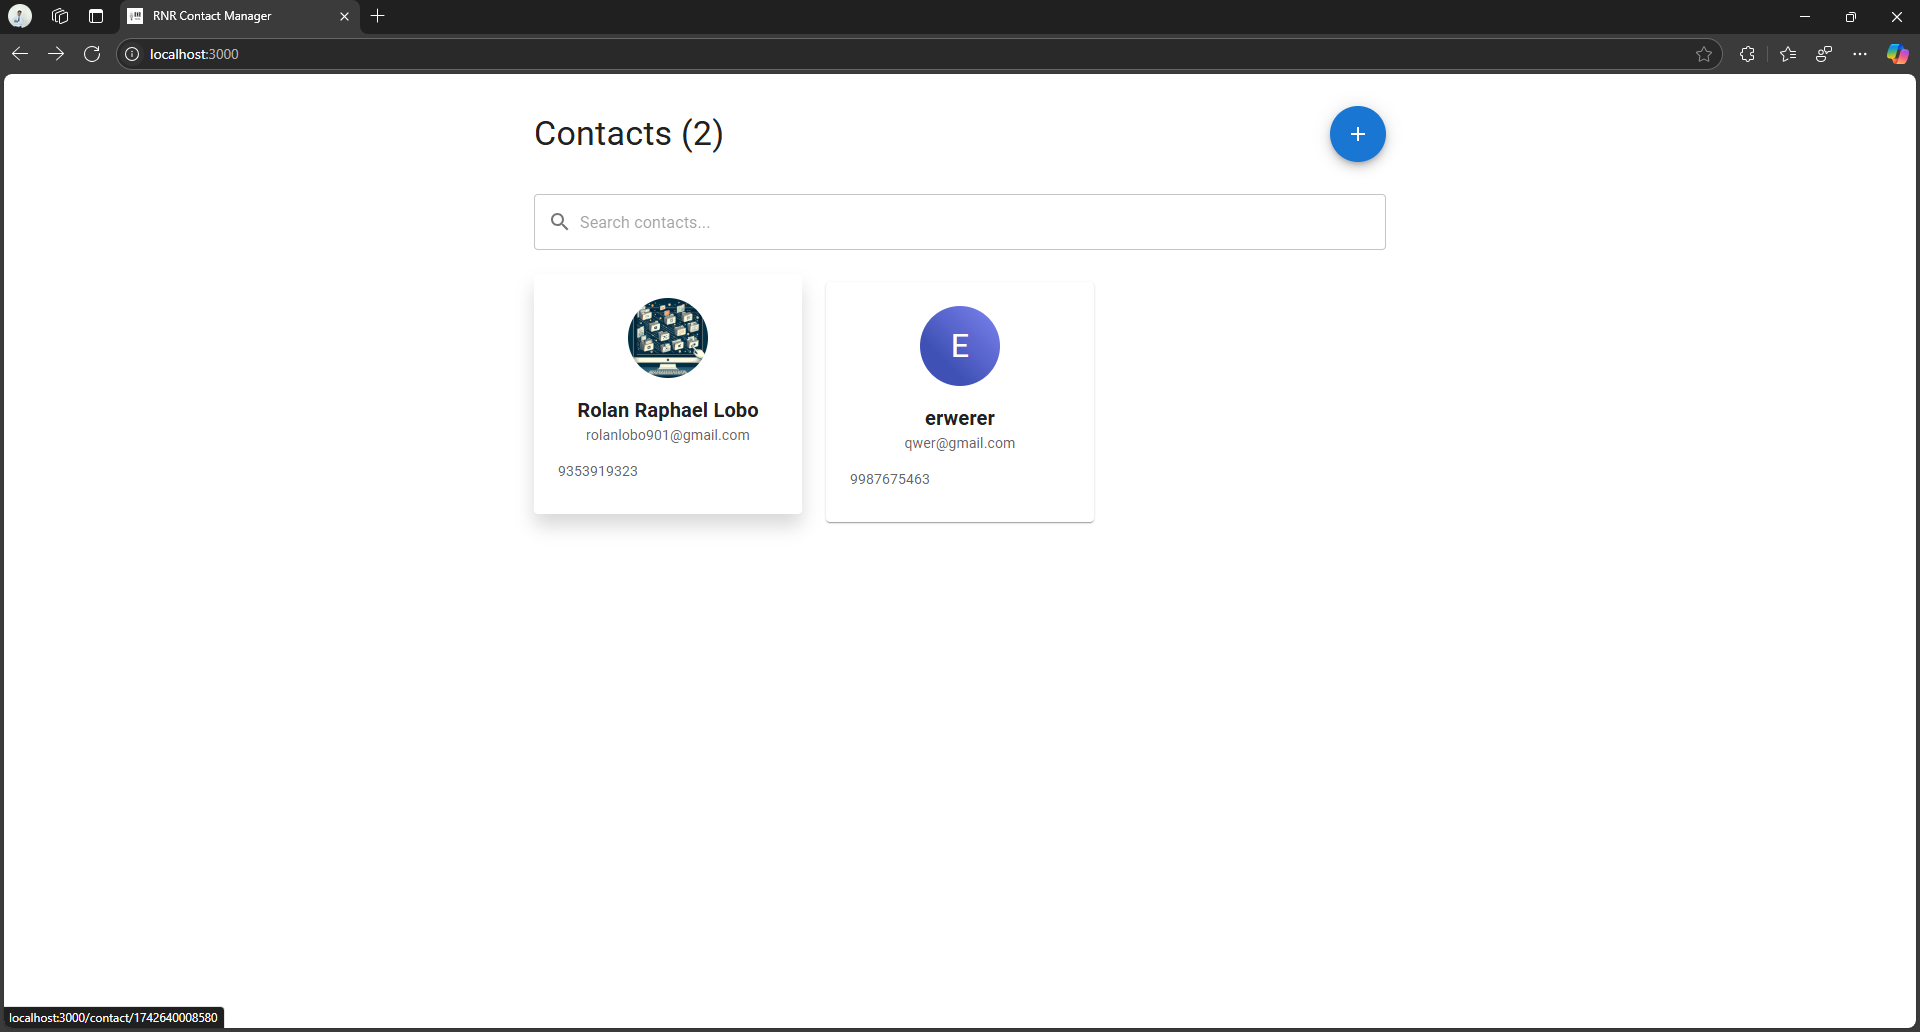 RNR Contact Manager
localhost:3000
Contacts (2)
Search contacts...
Rolan Raphael Lobo
rolanlobo901@gmail.com
9353919323
E
erwerer
qwer@gmail.com
9987675463
localhost:3000/contact/1742640008580